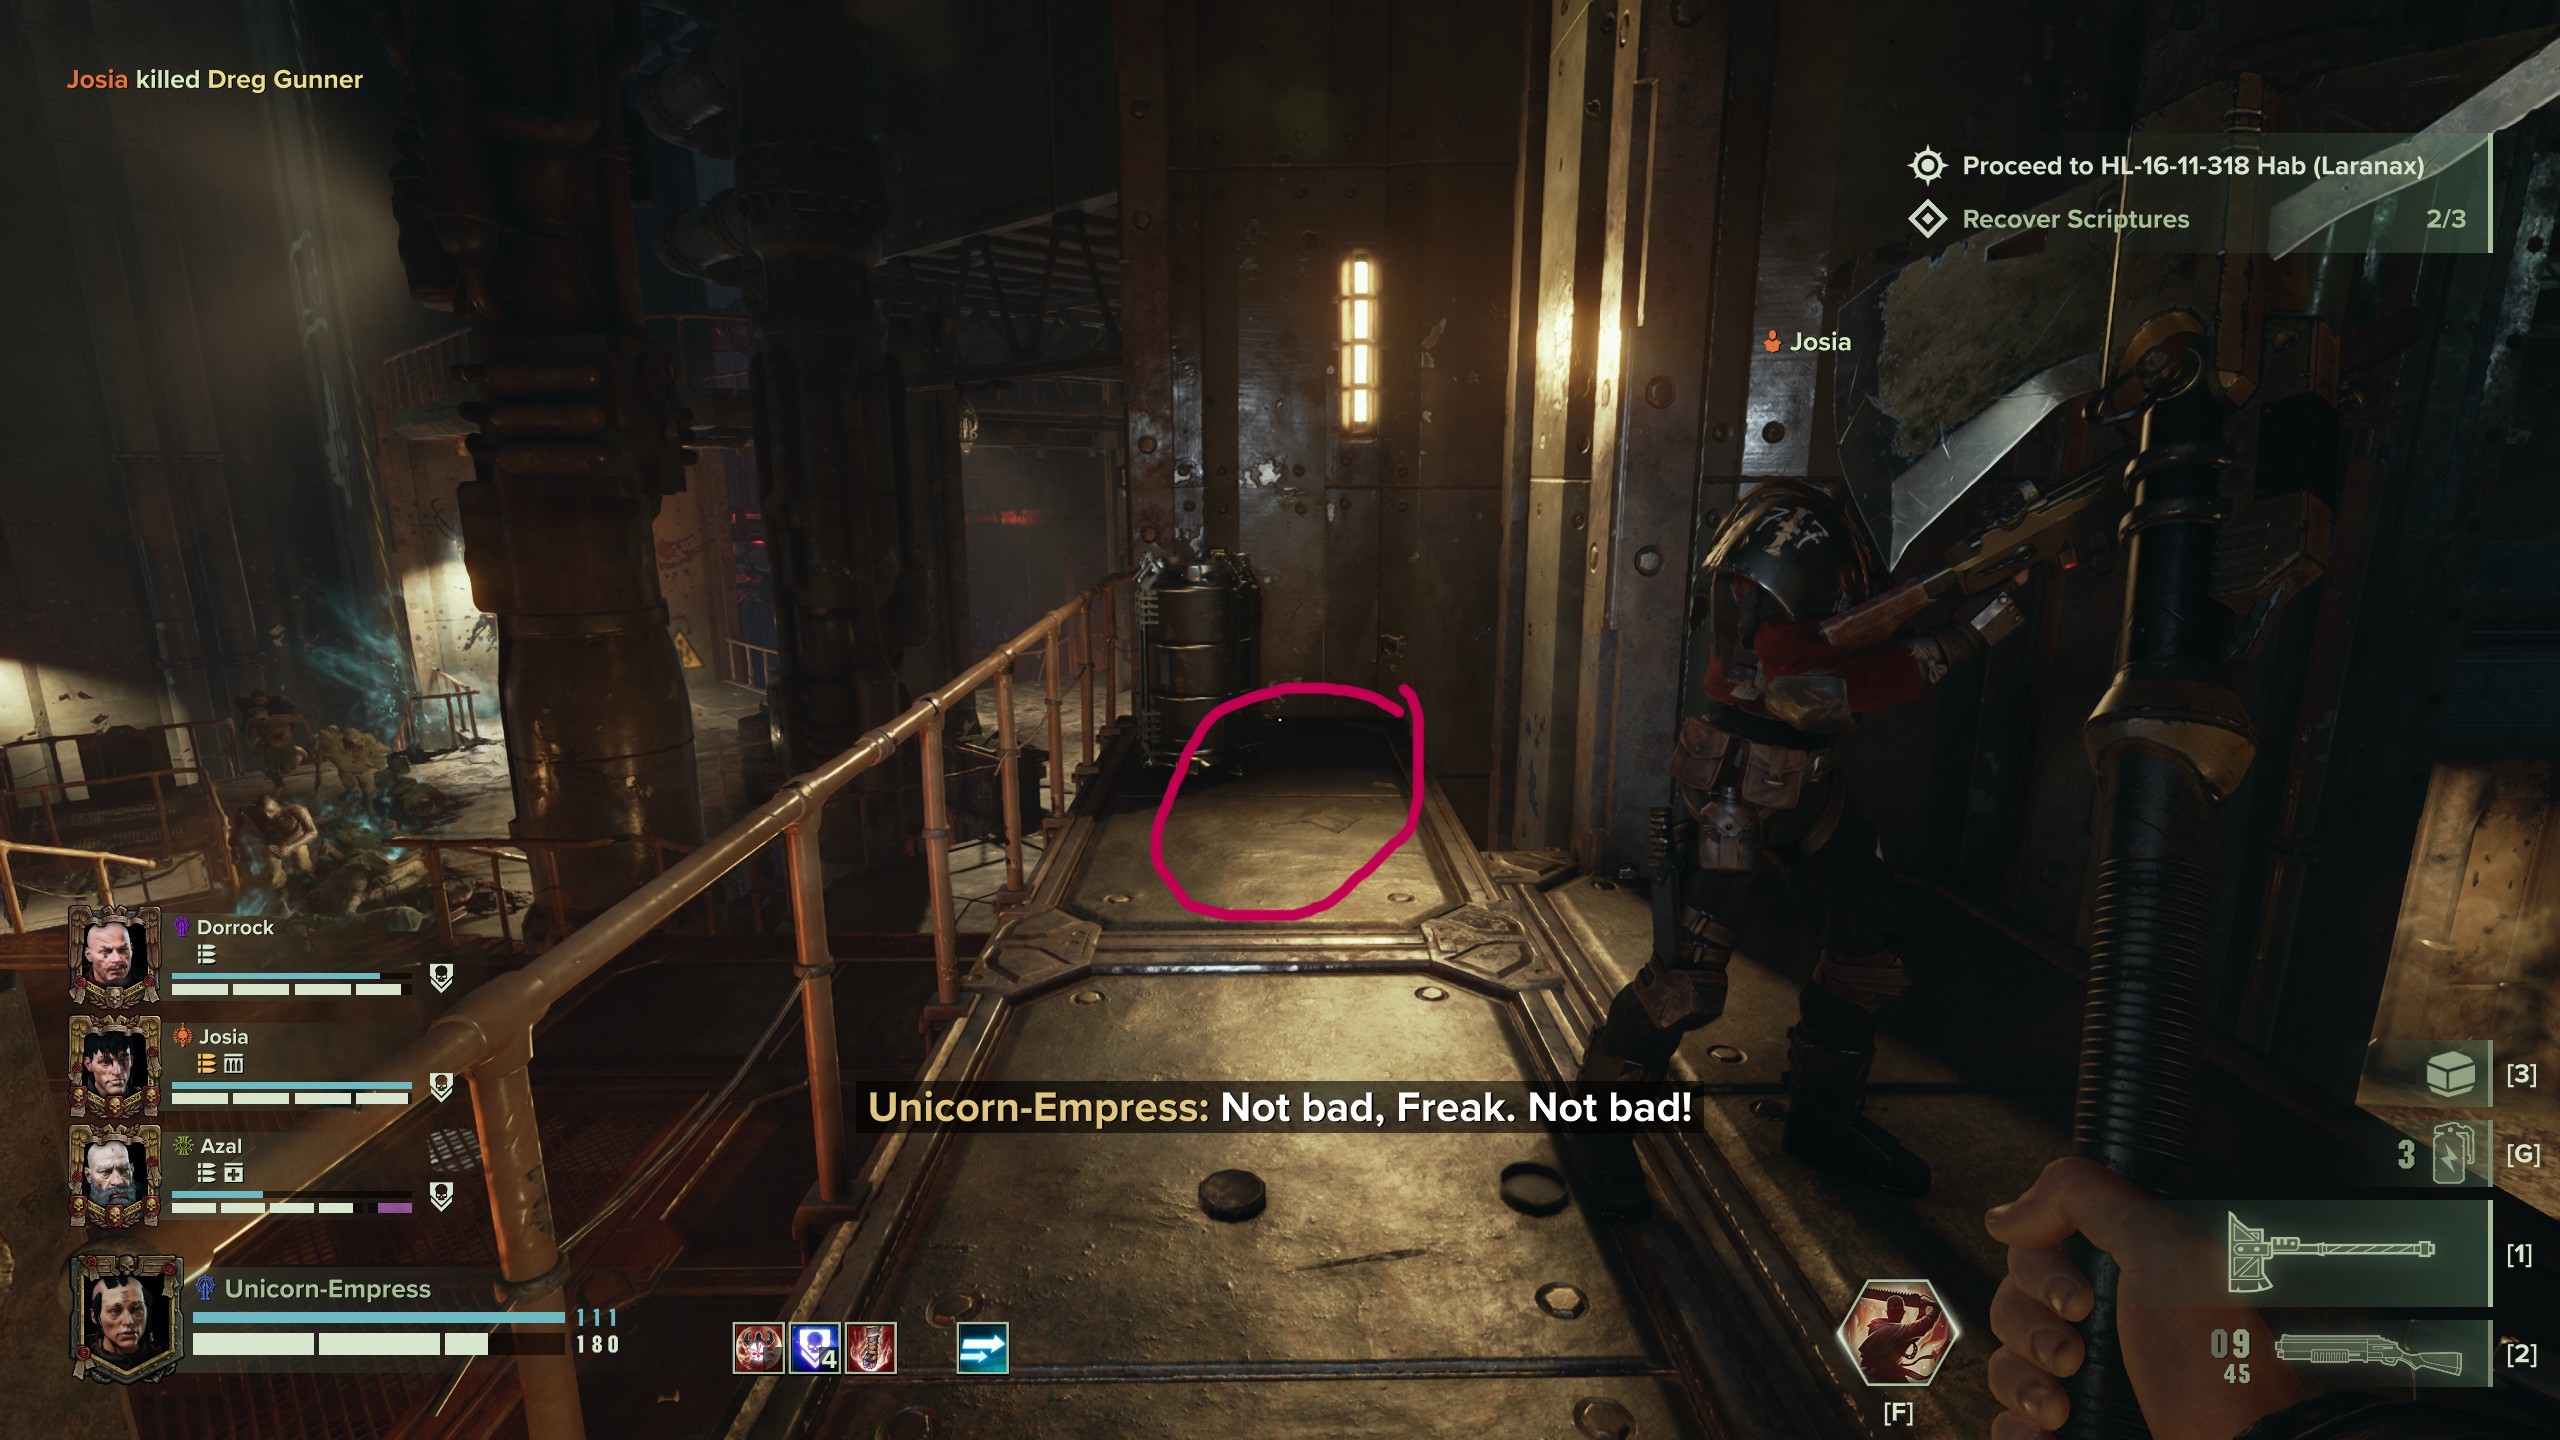 Josia killed Dreg Gunner
Proceed to HL-16-11-318 Hab (Laranax)
Recover Scriptures 2/3
Josia
717
Dorrock
Josia
Azal
Unicorn-Empress: Not bad, Freak. Not bad!
[3]
3 [G]
[1]
Unicorn-Empress
111
180
4
09
45
[2]
[F]